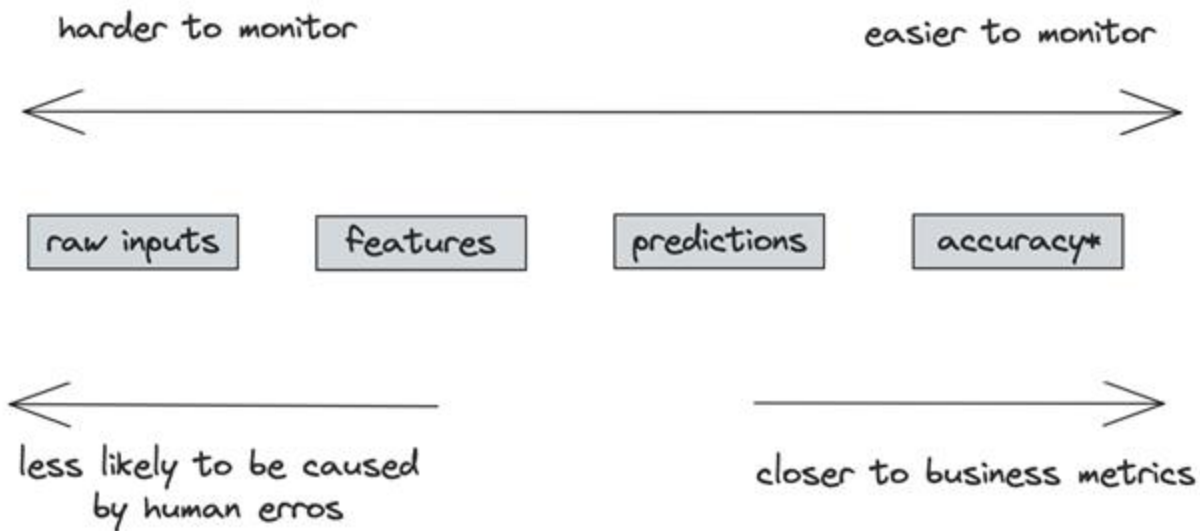 harder to monitor
easier to monitor
raw inputs
features
predictions
accuracy*
less likely to be caused
by human erros
closer to business metrics